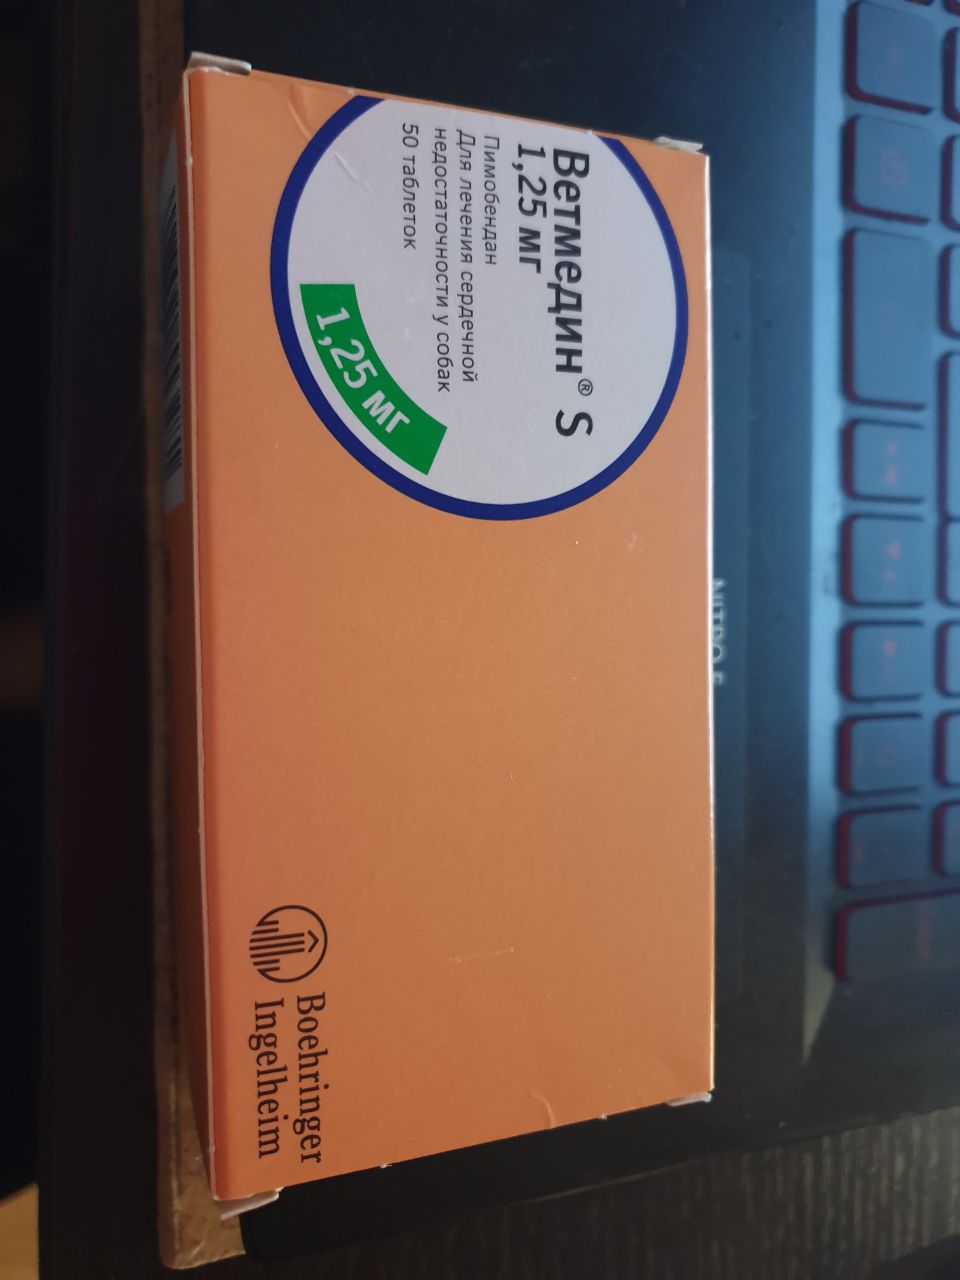 Ветмедин® S
1,25 мг
Пимобендан
Для лечения сердечной
недостаточности у собак
50 таблеток
1,25 мг
Boehringer
Ingelheim